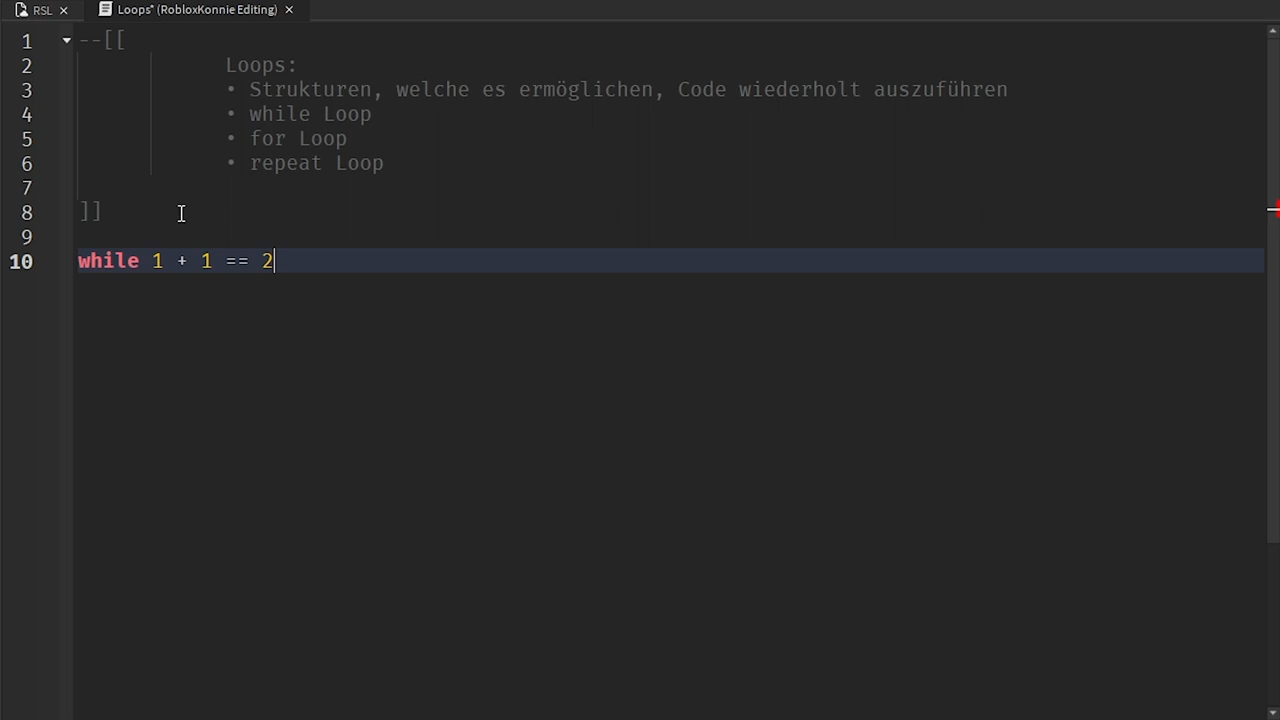 RSL Loops* (RobloxKonnie Editing)
1 --[[
2 Loops:
3 • Strukturen, welche es ermöglichen, Code wiederholt auszuführen
4 • while Loop
5 • for Loop
6 • repeat Loop
7
8 ]]
9
10 while 1 + 1 == 2